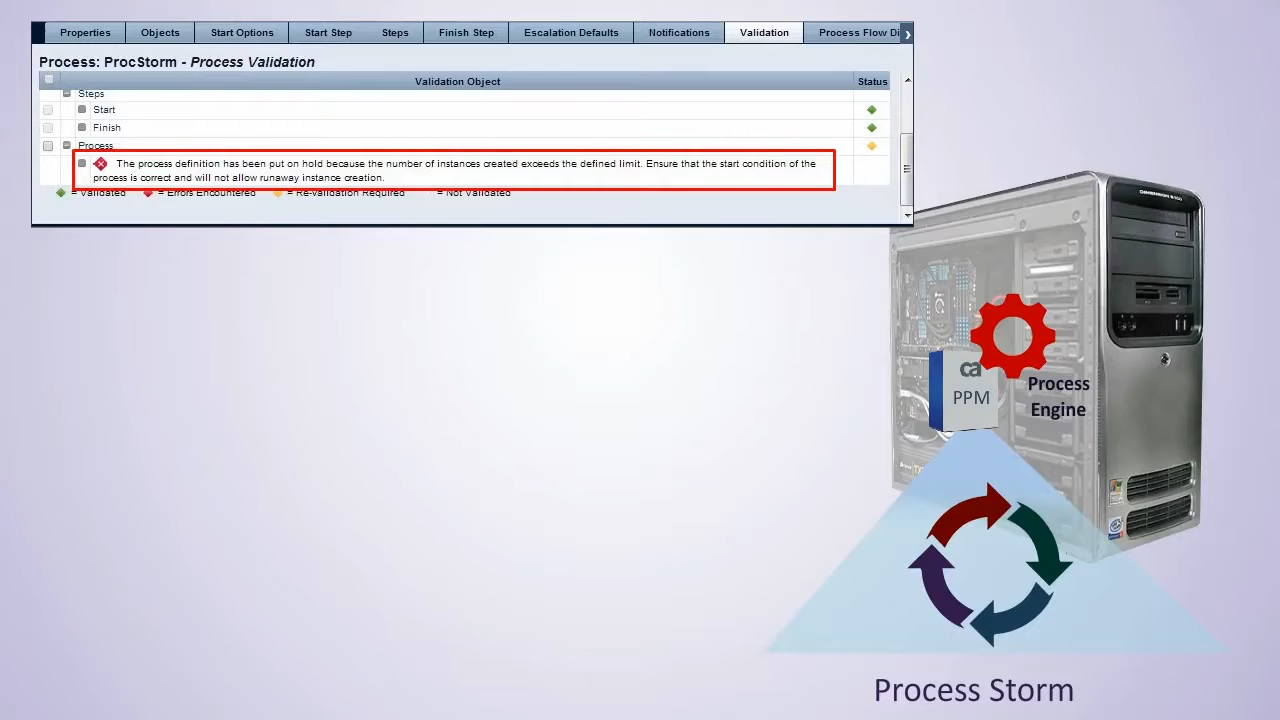 Properties Objects Start Options Start Step Steps Finish Step Escalation Defaults Notifications Validation Process Flow Di
Process: ProcStorm - Process Validation
Validation Object Status
Steps
Start
Finish
Process
The process definition has been put on hold because the number of instances created exceeds the defined limit. Ensure that the start condition of the
process is correct and will not allow runaway instance creation.
= Validated = Errors Encountered = Re-Validation Required = Not Validated
ca
PPM
Process
Engine
Process Storm